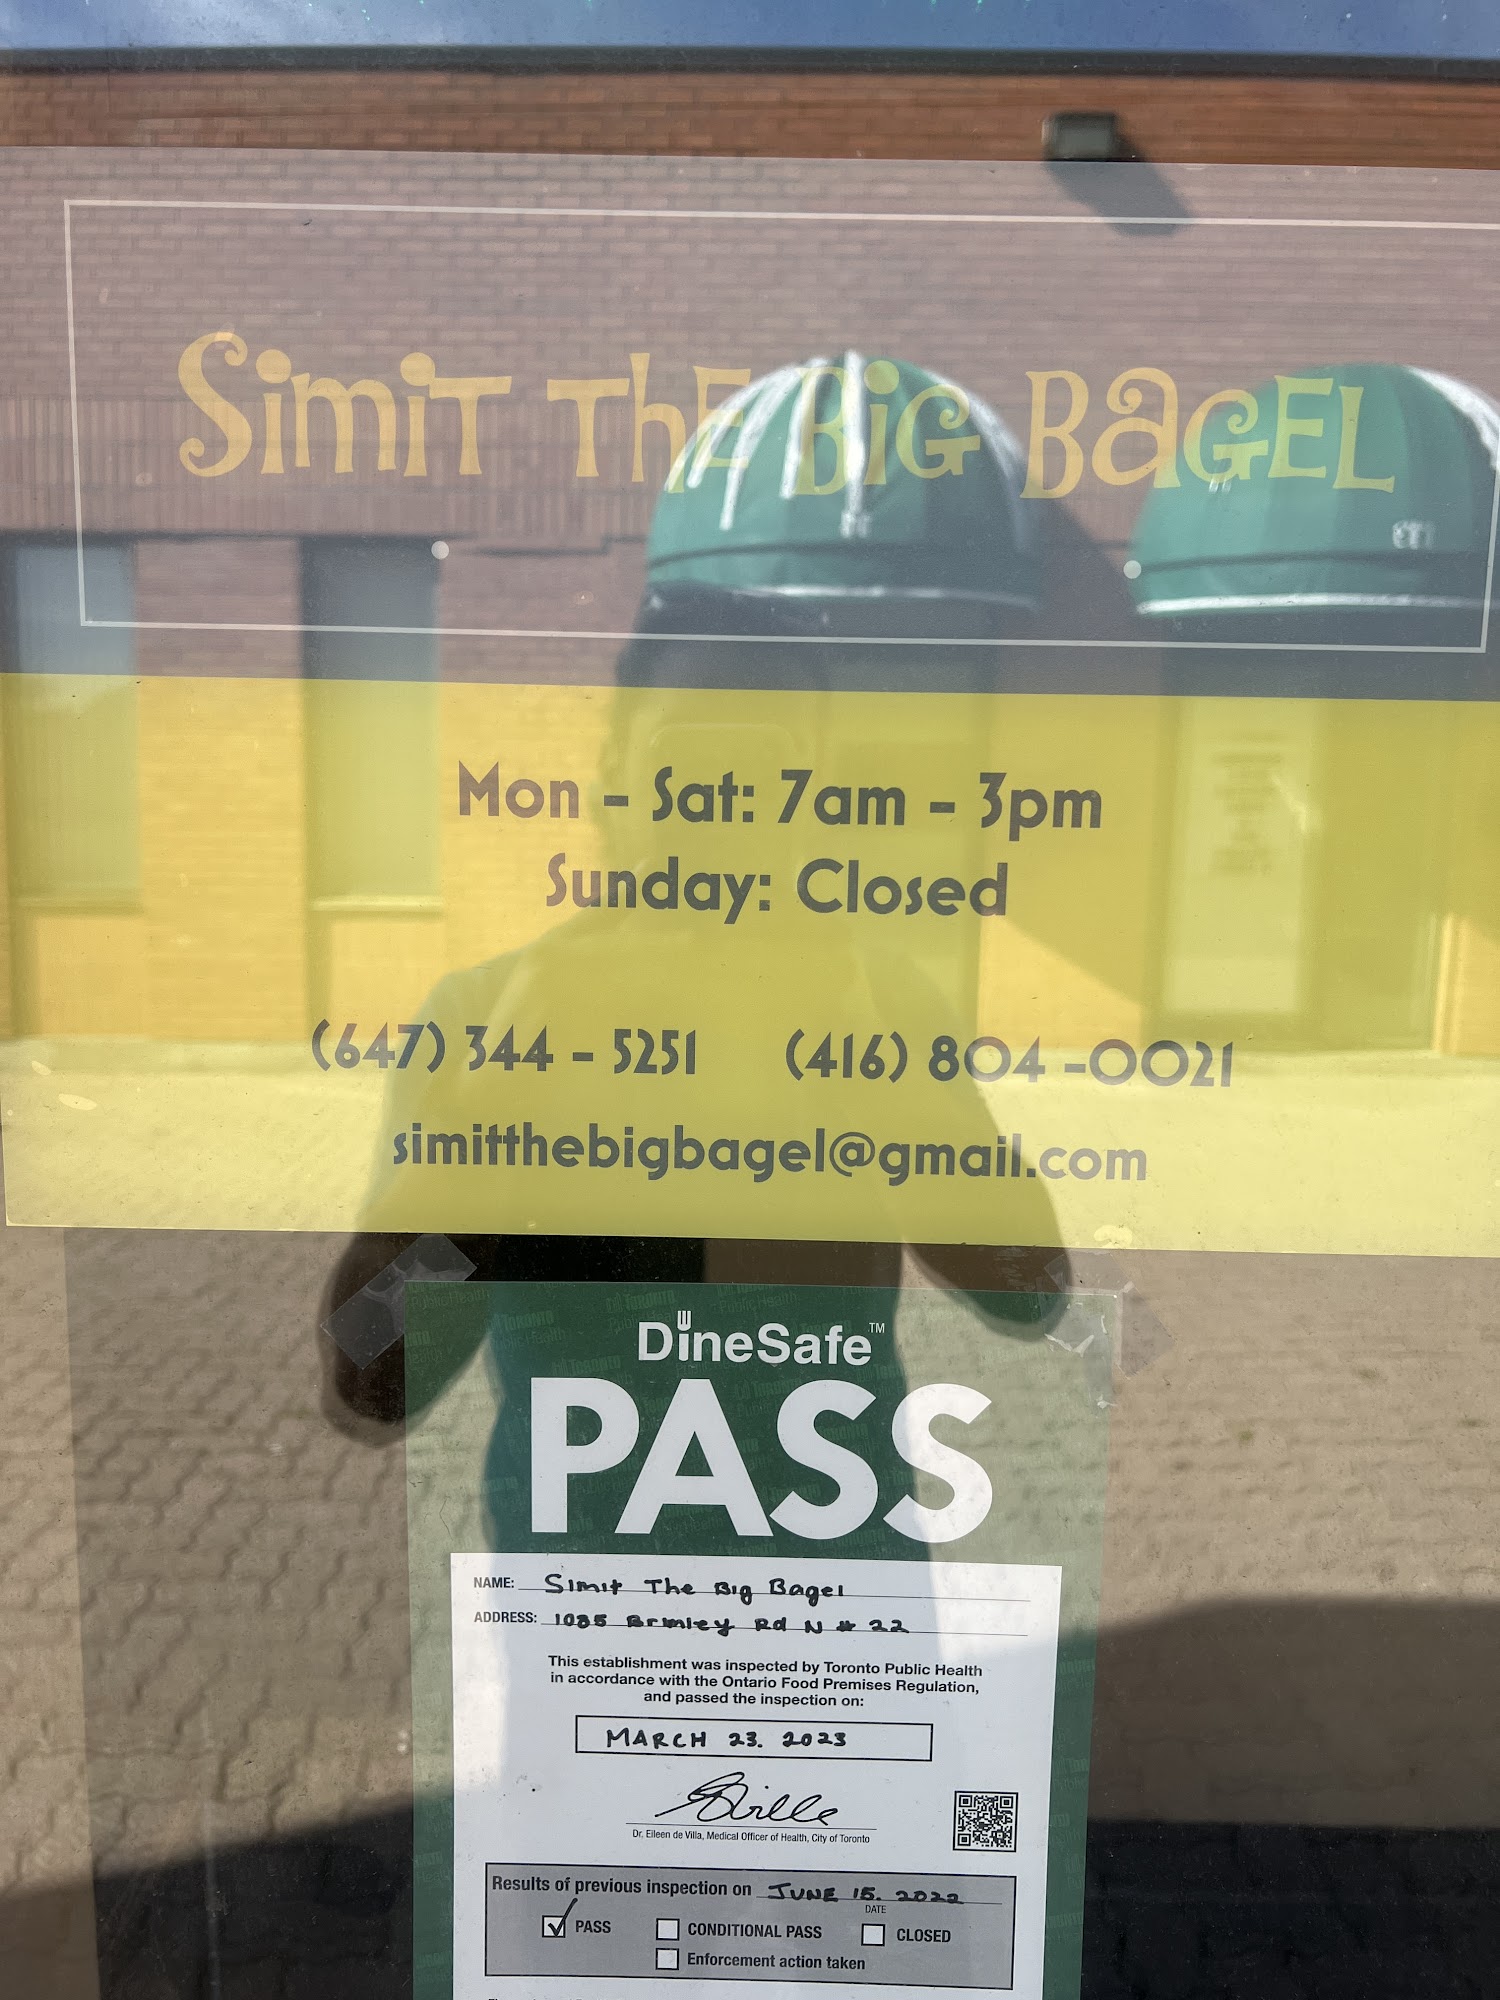 Simit The Big Bagel
Mon - Sat: 7am - 3pm
Sunday: Closed
(647) 344 - 5251 (416) 804 -0021
simitthebigbagel@gmail.com
DineSafe™
PASS
NAME: Simit The Big Bagel
ADDRESS: 1085 Brimley Rd N # 22
This establishment was inspected by Toronto Public Health
in accordance with the Ontario Food Premises Regulation,
and passed the inspection on:
MARCH 23. 2023
Dr. Eileen de Villa, Medical Officer of Health, City of Toronto
Results of previous inspection on JUNE 15. 2022
DATE
PASS CONDITIONAL PASS CLOSED
Enforcement action taken